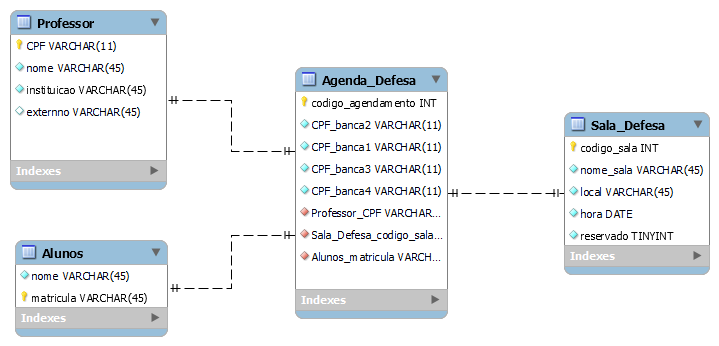 Professor
CPF VARCHAR(11)
nome VARCHAR(45)
instituicao VARCHAR(45)
externno VARCHAR(45)
Indexes
Alunos
nome VARCHAR(45)
matricula VARCHAR(45)
Indexes
Agenda_Defesa
codigo_agendamento INT
CPF_banca2 VARCHAR(11)
CPF_banca1 VARCHAR(11)
CPF_banca3 VARCHAR(11)
CPF_banca4 VARCHAR(11)
Professor_CPF VARCHAR...
Sala_Defesa_codigo_sala...
Alunos_matricula VARCH...
Indexes
Sala_Defesa
codigo_sala INT
nome_sala VARCHAR(45)
local VARCHAR(45)
hora DATE
reservado TINYINT
Indexes